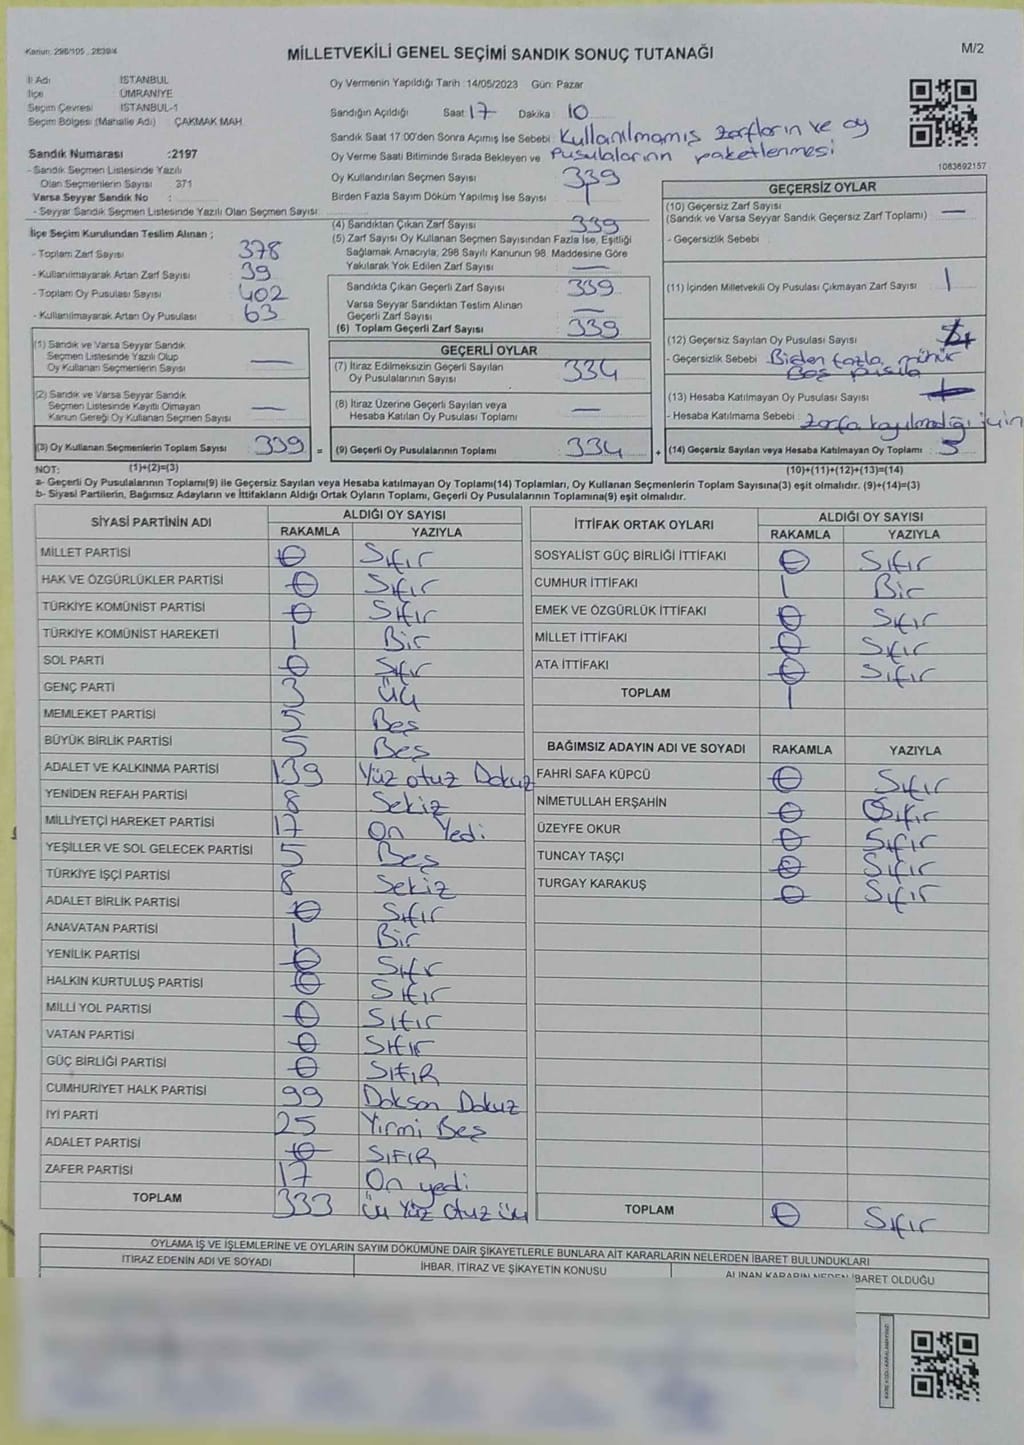 Kanun: 298/105 , 2839/4
M/2
MİLLETVEKİLİ GENEL SEÇİMİ SANDIK SONUÇ TUTANAĞI
İl Adı İSTANBUL
İlçe ÜMRANİYE
Seçim Çevresi İSTANBUL-1
Seçim Bölgesi (Mahalle Adı) ÇAKMAK MAH.
Oy Vermenin Yapıldığı Tarih :14/05/2023 Gün: Pazar
Sandığın Açıldığı Saat 17 Dakika : 10
Sandık Saat 17:00'den Sonra Açımış İse Sebebi Kullanılmamış zarfların ve oy
pusulalarının paketlenmesi
Oy Verme Saati Bitiminde Sırada Bekleyen ve
Oy Kullandırılan Seçmen Sayısı 339
Birden Fazla Sayım Döküm Yapılmış İse Sayısı 1
1083692157
Sandık Numarası :2197
- Sandık Seçmen Listesinde Yazılı
Olan Seçmenlerin Sayısı : 371
Varsa Seyyar Sandık No :
- Seyyar Sandık Seçmen Listesinde Yazılı Olan Seçmen Sayısı:
İlçe Seçim Kurulundan Teslim Alınan ;
- Toplam Zarf Sayısı 378
- Kullanılmayarak Artan Zarf Sayısı 39
- Toplam Oy Pusulası Sayısı 402
- Kullanılmayarak Artan Oy Pusulası 63
(1) Sandık ve Varsa Seyyar Sandık
Seçmen Listesinde Yazılı Olup
Oy Kullanan Seçmenlerin Sayısı —
(2) Sandık ve Varsa Seyyar Sandık
Seçmen Listesinde Kayıtlı Olmayan
Kanun Gereği Oy Kullanan Seçmen Sayısı —
(3) Oy Kullanan Seçmenlerin Toplam Sayısı 339 =
(1)+(2)=(3)
(4) Sandıktan Çıkan Zarf Sayısı 339
(5) Zarf Sayısı Oy Kullanan Seçmen Sayısından Fazla İse, Eşitliği
Sağlamak Amacıyla; 298 Sayılı Kanunun 98. Maddesine Göre
Yakılarak Yok Edilen Zarf Sayısı —
Sandıkta Çıkan Geçerli Zarf Sayısı 339
Varsa Seyyar Sandıktan Teslim Alınan
Geçerli Zarf Sayısı —
(6) Toplam Geçerli Zarf Sayısı 339
GEÇERLİ OYLAR
(7) İtiraz Edilmeksizin Geçerli Sayılan
Oy Pusulalarının Sayısı 334
(8) İtiraz Üzerine Geçerli Sayılan veya
Hesaba Katılan Oy Pusulası Toplamı —
(9) Geçerli Oy Pusulalarının Toplamı 334 +
GEÇERSİZ OYLAR
(10) Geçersiz Zarf Sayısı
(Sandık ve Varsa Seyyar Sandık Geçersiz Zarf Toplamı) —
- Geçersizlik Sebebi :
(11) İçinden Milletvekili Oy Pusulası Çıkmayan Zarf Sayısı 1
(12) Geçersiz Sayılan Oy Pusulası Sayısı
- Geçersizlik Sebebi : Birden fazla mühür
Boş pusula
(13) Hesaba Katılmayan Oy Pusulası Sayısı
- Hesaba Katılmama Sebebi : zarfa koyulmadığı için
(14) Geçersiz Sayılan veya Hesaba Katılmayan Oy Toplamı 5
(10)+(11)+(12)+(13)=(14)
NOT:
a- Geçerli Oy Pusulalarının Toplamı(9) ile Geçersiz Sayılan veya Hesaba katılmayan Oy Toplamı(14) Toplamları, Oy Kullanan Seçmenlerin Toplam Sayısına(3) eşit olmalıdır. (9)+(14)=(3)
b- Siyasi Partilerin, Bağımsız Adayların ve İttifakların Aldığı Ortak Oyların Toplamı, Geçerli Oy Pusulalarının Toplamına(9) eşit olmalıdır.
SİYASİ PARTİNİN ADI ALDIĞI OY SAYISI
RAKAMLA YAZIYLA
MİLLET PARTİSİ 0 Sıfır
HAK VE ÖZGÜRLÜKLER PARTİSİ 0 Sıfır
TÜRKİYE KOMÜNİST PARTİSİ 0 Sıfır
TÜRKİYE KOMÜNİST HAREKETİ 1 Bir
SOL PARTİ 0 Sıfır
GENÇ PARTİ 3 Üç
MEMLEKET PARTİSİ 5 Beş
BÜYÜK BİRLİK PARTİSİ 5 Beş
ADALET VE KALKINMA PARTİSİ 139 Yüz otuz Dokuz
YENİDEN REFAH PARTİSİ 8 Sekiz
MİLLİYETÇİ HAREKET PARTİSİ 17 On Yedi
YEŞİLLER VE SOL GELECEK PARTİSİ 5 Beş
TÜRKİYE İŞÇİ PARTİSİ 8 Sekiz
ADALET BİRLİK PARTİSİ 0 Sıfır
ANAVATAN PARTİSİ 1 Bir
YENİLİK PARTİSİ 0 Sıfır
HALKIN KURTULUŞ PARTİSİ 0 Sıfır
MİLLİ YOL PARTİSİ 0 Sıfır
VATAN PARTİSİ 0 Sıfır
GÜÇ BİRLİĞİ PARTİSİ 0 SIFIR
CUMHURİYET HALK PARTİSİ 99 Doksan Dokuz
İYİ PARTİ 25 Yirmi Beş
ADALET PARTİSİ 0 SIFIR
ZAFER PARTİSİ 17 On yedi
TOPLAM 333 Üç Yüz otuz üç
İTTİFAK ORTAK OYLARI ALDIĞI OY SAYISI
RAKAMLA YAZIYLA
SOSYALİST GÜÇ BİRLİĞİ İTTİFAKI 0 Sıfır
CUMHUR İTTİFAKI 1 Bir
EMEK VE ÖZGÜRLÜK İTTİFAKI 0 Sıfır
MİLLET İTTİFAKI 0 Sıfır
ATA İTTİFAKI 0 Sıfır
TOPLAM 1
BAĞIMSIZ ADAYIN ADI VE SOYADI RAKAMLA YAZIYLA
FAHRİ SAFA KÜPCÜ 0 Sıfır
NİMETULLAH ERŞAHİN 0 Sıfır
ÜZEYFE OKUR 0 Sıfır
TUNCAY TAŞÇI 0 Sıfır
TURGAY KARAKUŞ 0 Sıfır
TOPLAM 0 Sıfır
OYLAMA İŞ VE İŞLEMLERİNE VE OYLARIN SAYIM DÖKÜMÜNE DAİR ŞİKAYETLERLE BUNLARA AİT KARARLARIN NELERDEN İBARET BULUNDUKLARI
İTİRAZ EDENİN ADI VE SOYADI İHBAR, İTİRAZ VE ŞİKAYETİN KONUSU ALINAN KARARIN NEDEN İBARET OLDUĞU